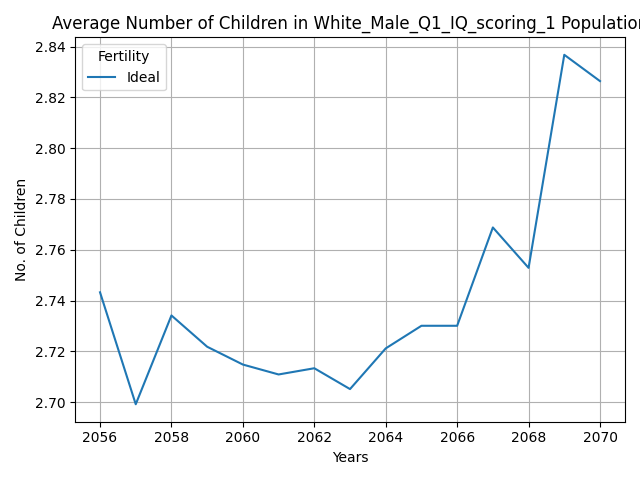 Average Number of Children in White_Male_Q1_IQ_scoring_1 Population
Fertility
Ideal
No. of Children
2.84
2.82
2.80
2.78
2.76
2.74
2.72
2.70
2056 2058 2060 2062 2064 2066 2068 2070
Years